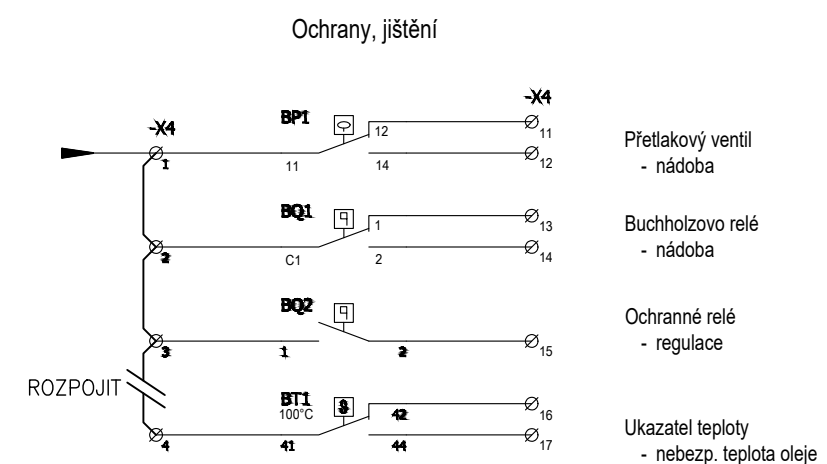 Ochrany, jištění
-X4
-X4
BP1
12
11
1
11
14
12
Přetlakový ventil
- nádoba
BQ1
1
13
2
C1
2
14
Buchholzovo relé
- nádoba
BQ2
3
1
2
15
Ochranné relé
- regulace
ROZPOJIT
BT1
100°C
42
16
4
41
44
17
Ukazatel teploty
- nebezp. teplota oleje